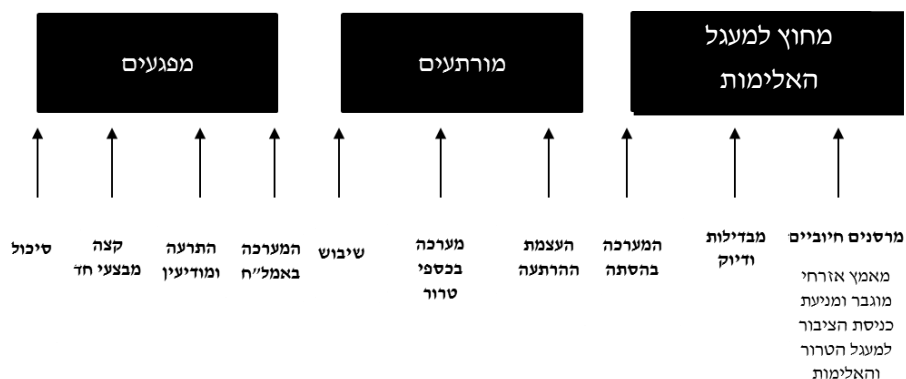 מחוץ למעגל
האלימות
מורתעים
מפגעים
מרסנים חיוביים
מאמץ אזרחי
מוגבר ומניעת
כניסת הציבור
למעגל הטרור
והאלימות
מבדילות
ודיוק
המערכה
בהסתה
העצמת
ההרתעה
מערכה
בכספי
טרור
שיבוש
המערכה
באמל״ח
התרעה
ומודיעין
קצה
מבצעי חד
סיכול